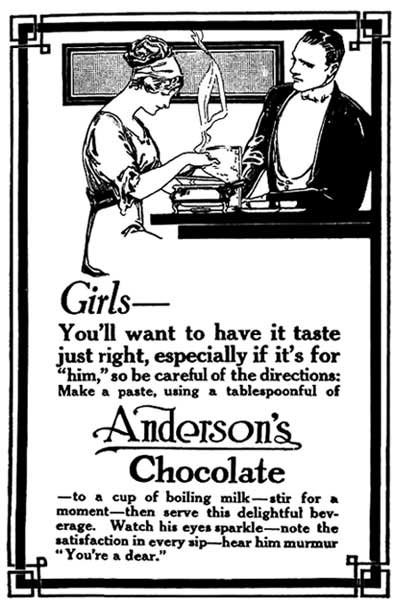 Girls—
You'll want to have it taste
just right, especially if it's for
"him," so be careful of the directions:
Make a paste, using a tablespoonful of
Anderson's
Chocolate
—to a cup of boiling milk—stir for a
moment—then serve this delightful bev-
erage. Watch his eyes sparkle—note the
satisfaction in every sip—hear him murmur
"You're a dear."